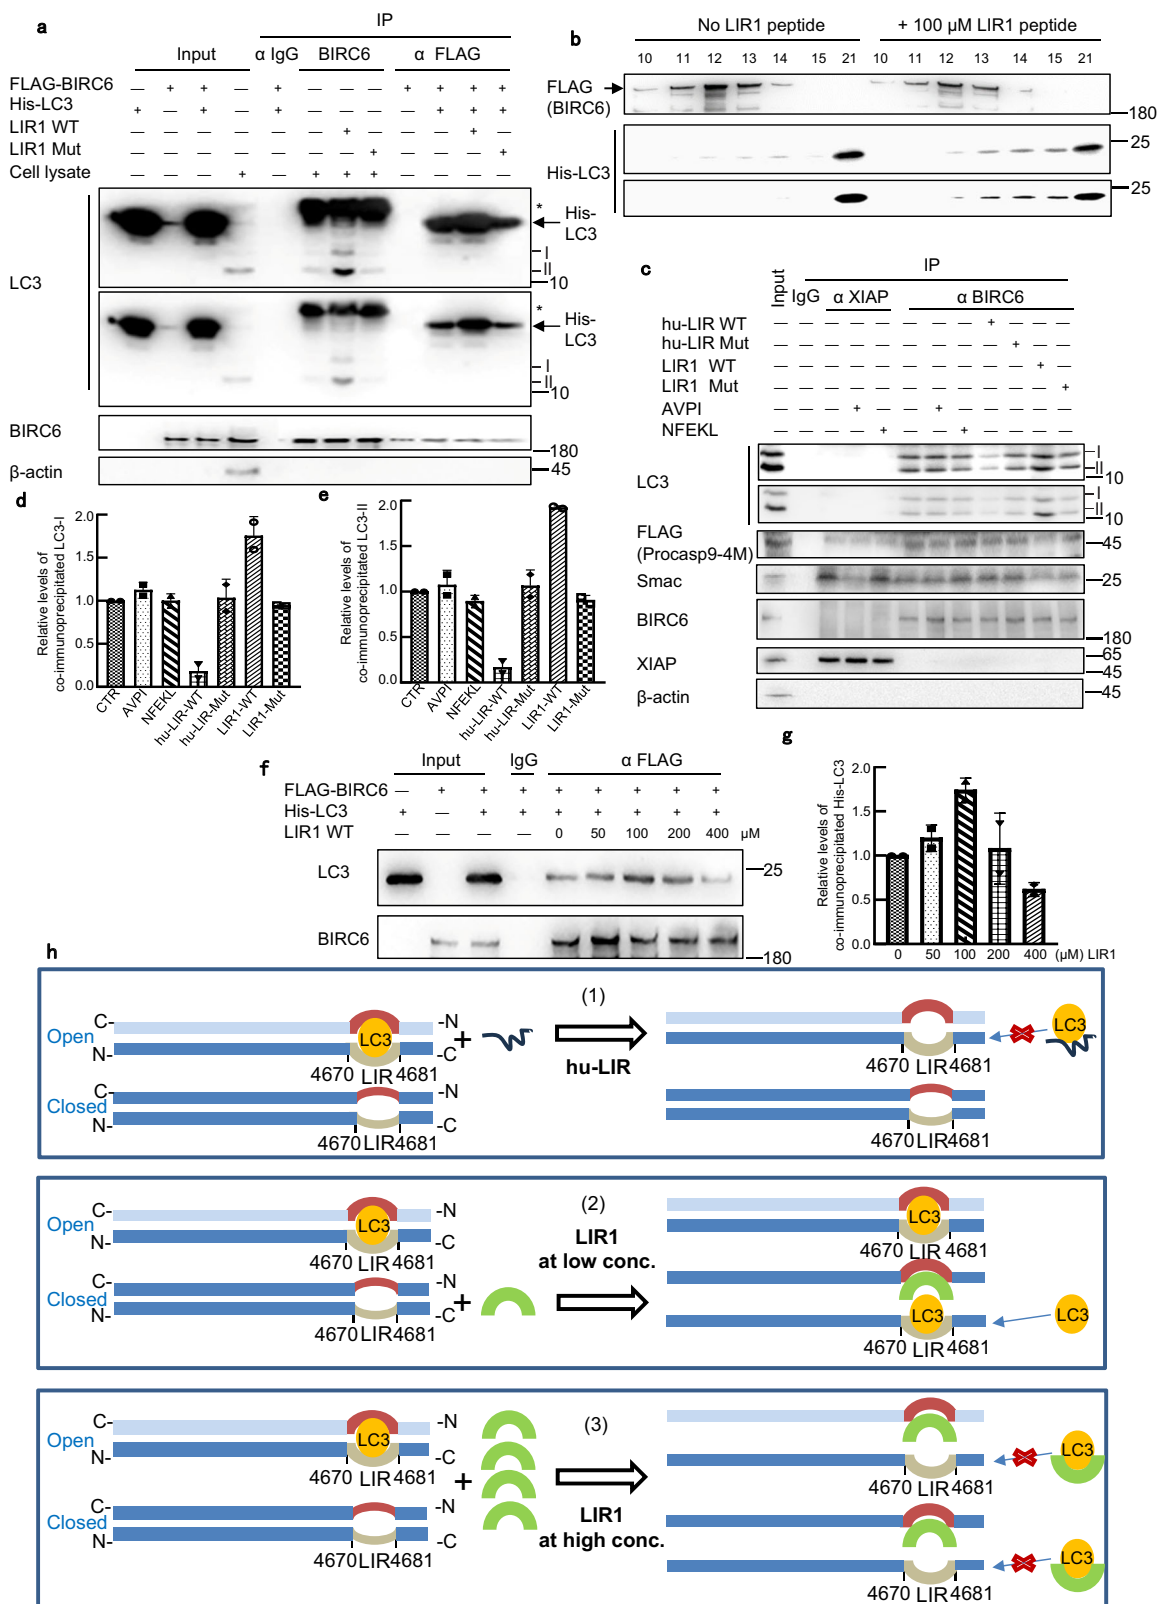 a
IP
Input
α IgG
BIRC6
α FLAG
FLAG-BIRC6 — + + — + — — — + + + +
His-LC3 + — + — + — — — — + + +
LIR1 WT — — — — — — + — — — + —
LIR1 Mut — — — — — — — + — — — +
Cell lysate — — — + — + + + — — — —
LC3
*
His-LC3
I
II
10
*
His-LC3
I
II
10
BIRC6
180
β-actin
45
b
No LIR1 peptide
+ 100 µM LIR1 peptide
10 11 12 13 14 15 21 10 11 12 13 14 15 21
FLAG
(BIRC6)
180
His-LC3
25
25
c
IP
Input
IgG
α XIAP
α BIRC6
hu-LIR WT — — — — — — — — + — — —
hu-LIR Mut — — — — — — — — — + — —
LIR1 WT — — — — — — — — — — + —
LIR1 Mut — — — — — — — — — — — +
AVPI — — — + — — + — — — — —
NFEKL — — — — + — — + — — — —
LC3
I
II
10
I
II
10
FLAG
(Procasp9-4M)
45
Smac
25
BIRC6
180
XIAP
65
45
β-actin
45
d
Relative levels of
co-immunoprecipitated LC3-I
2.0
1.5
1.0
0.5
0.0
CTR
AVPI
NFEKL
hu-LIR-WT
hu-LIR-Mut
LIR1-WT
LIR1-Mut
e
Relative levels of
co-immunoprecipitated LC3-II
2.0
1.5
1.0
0.5
0.0
CTR
AVPI
NFEKL
hu-LIR-WT
hu-LIR-Mut
LIR1-WT
LIR1-Mut
f
Input
IgG
α FLAG
FLAG-BIRC6 — + + + + + + + +
His-LC3 + — + + + + + + +
LIR1 WT — — — — 0 50 100 200 400 µM
LC3
25
BIRC6
180
g
Relative levels of
co-immunoprecipitated His-LC3
2.0
1.5
1.0
0.5
0.0
0 50 100 200 400 (µM) LIR1
h
(1)
C-
-N
Open
LC3
N-
-C
4670 LIR 4681
+
hu-LIR
LC3
4670 LIR 4681
C-
-N
Closed
N-
-C
4670 LIR 4681
4670 LIR 4681
(2)
C-
-N
Open
LC3
N-
-C
4670 LIR 4681
LIR1
at low conc.
LC3
4670 LIR 4681
C-
-N
Closed
N-
-C
4670 LIR 4681
+
LC3
LC3
4670 LIR 4681
(3)
C-
-N
Open
LC3
N-
-C
4670 LIR 4681
+
LIR1
at high conc.
LC3
4670 LIR 4681
C-
-N
Closed
N-
-C
4670 LIR 4681
LC3
4670 LIR 4681